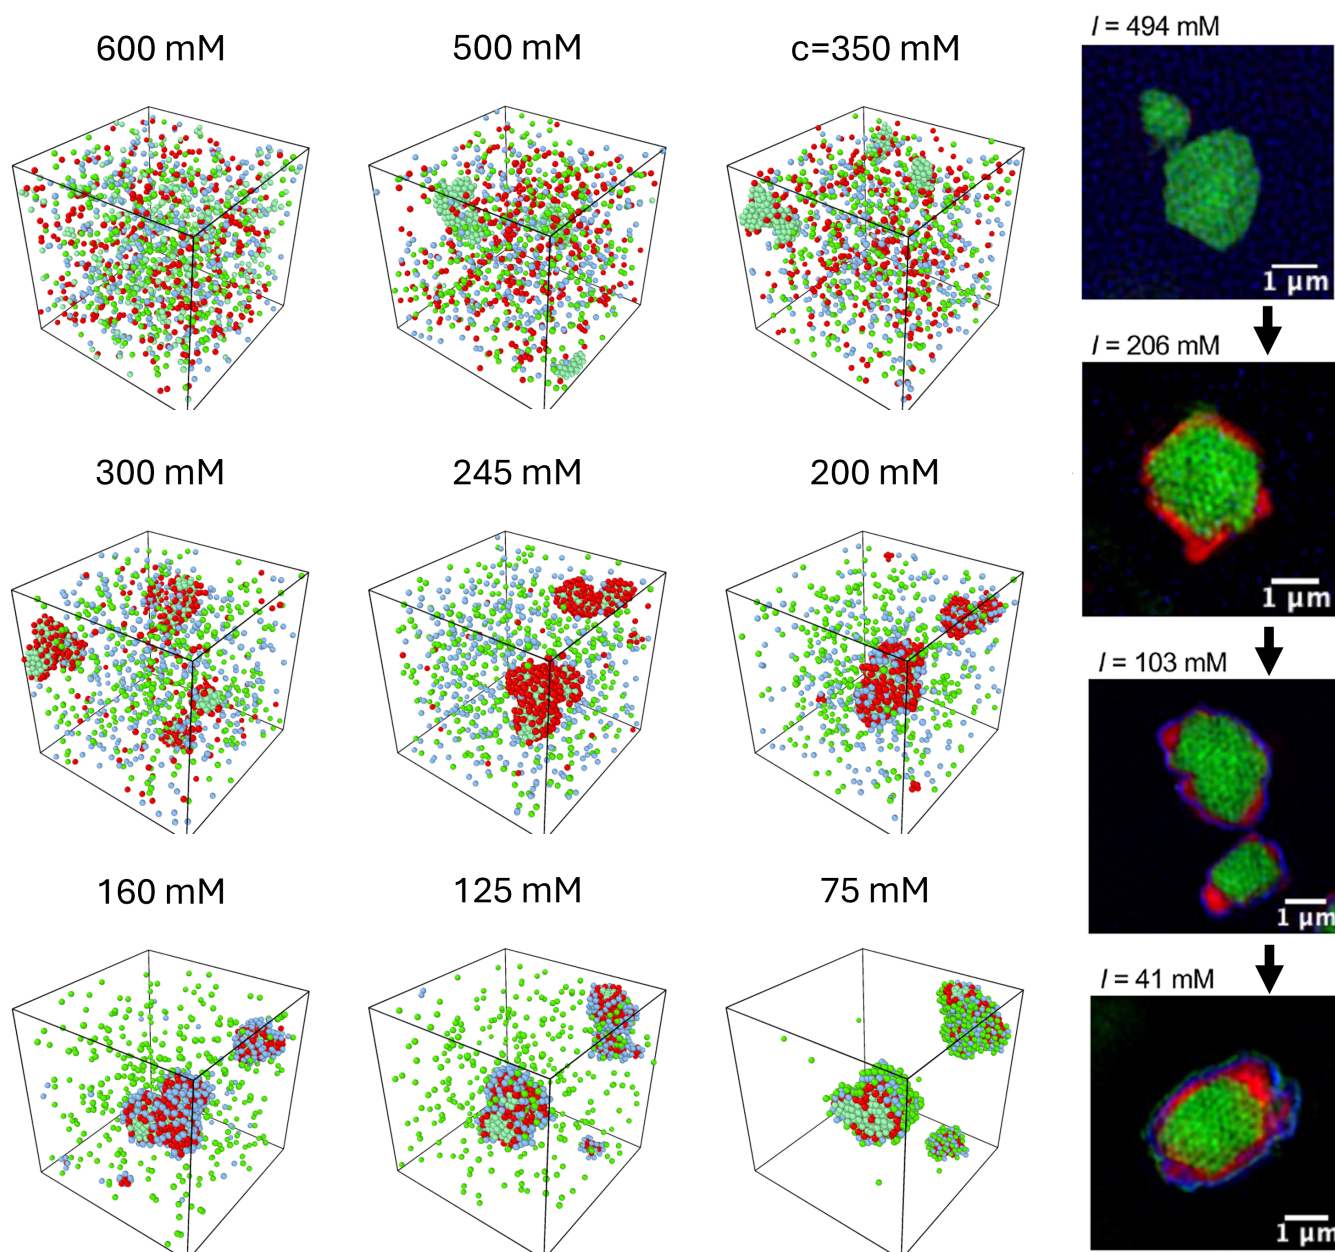 600 mM
500 mM
c=350 mM
I = 494 mM
1 µm
I = 206 mM
300 mM
245 mM
200 mM
1 µm
I = 103 mM
160 mM
125 mM
75 mM
1 µm
I = 41 mM
1 µm